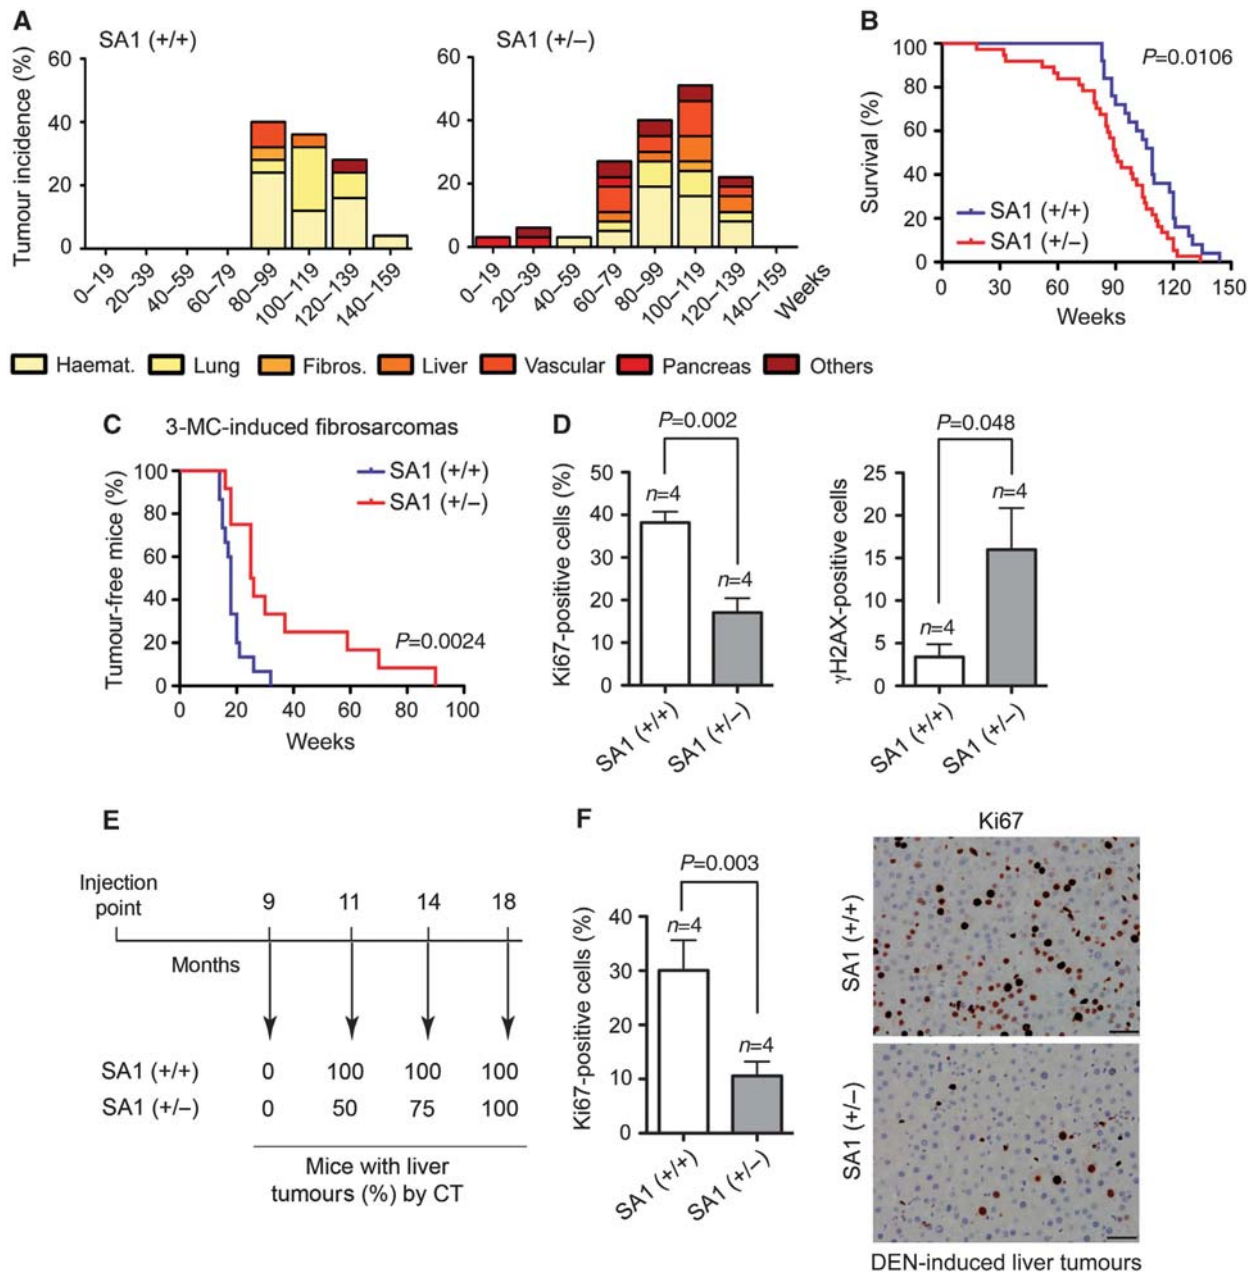 A
SA1 (+/+)
SA1 (+/−)
Tumour incidence (%)
60
40
20
0
0–19
20–39
40–59
60–79
80–99
100–119
120–139
140–159
60
40
20
0
0–19
20–39
40–59
60–79
80–99
100–119
120–139
140–159
Weeks
B
P=0.0106
Survival (%)
100
80
60
40
20
0
SA1 (+/+)
SA1 (+/−)
0 30 60 90 120 150
Weeks
Haemat. Lung Fibros. Liver Vascular Pancreas Others
C
3-MC-induced fibrosarcomas
Tumour-free mice (%)
100
80
60
40
20
0
SA1 (+/+)
SA1 (+/−)
P=0.0024
0 20 40 60 80 100
Weeks
D
P=0.002
Ki67-positive cells (%)
50
40
30
20
10
0
n=4
n=4
SA1 (+/+)
SA1 (+/−)
P=0.048
γH2AX-positive cells
25
20
15
10
5
0
n=4
n=4
SA1 (+/+)
SA1 (+/−)
E
Injection
point
9 11 14 18
Months
SA1 (+/+) 0 100 100 100
SA1 (+/−) 0 50 75 100
Mice with liver
tumours (%) by CT
F
P=0.003
Ki67-positive cells (%)
40
30
20
10
0
n=4
n=4
SA1 (+/+)
SA1 (+/−)
Ki67
SA1 (+/+)
SA1 (+/−)
DEN-induced liver tumours